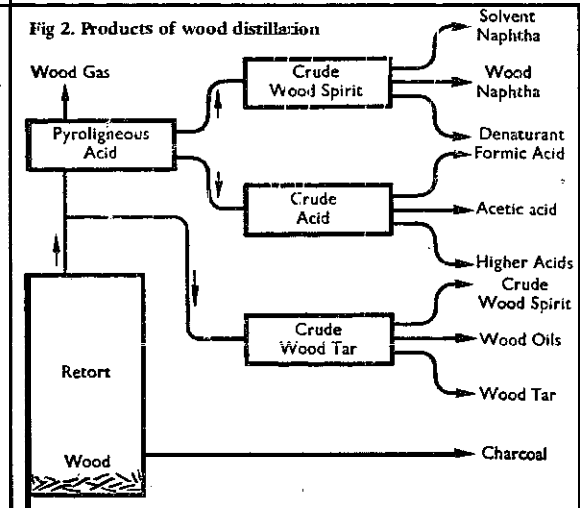 Fig 2. Products of wood distillation
Wood Gas
Pyroligneous
Acid
Crude
Wood Spirit
Solvent
Naphtha
Wood
Naphtha
Denaturant
Crude
Acid
Formic Acid
Acetic acid
Higher Acids
Crude
Wood Tar
Crude
Wood Spirit
Wood Oils
Wood Tar
Retort
Wood
Charcoal